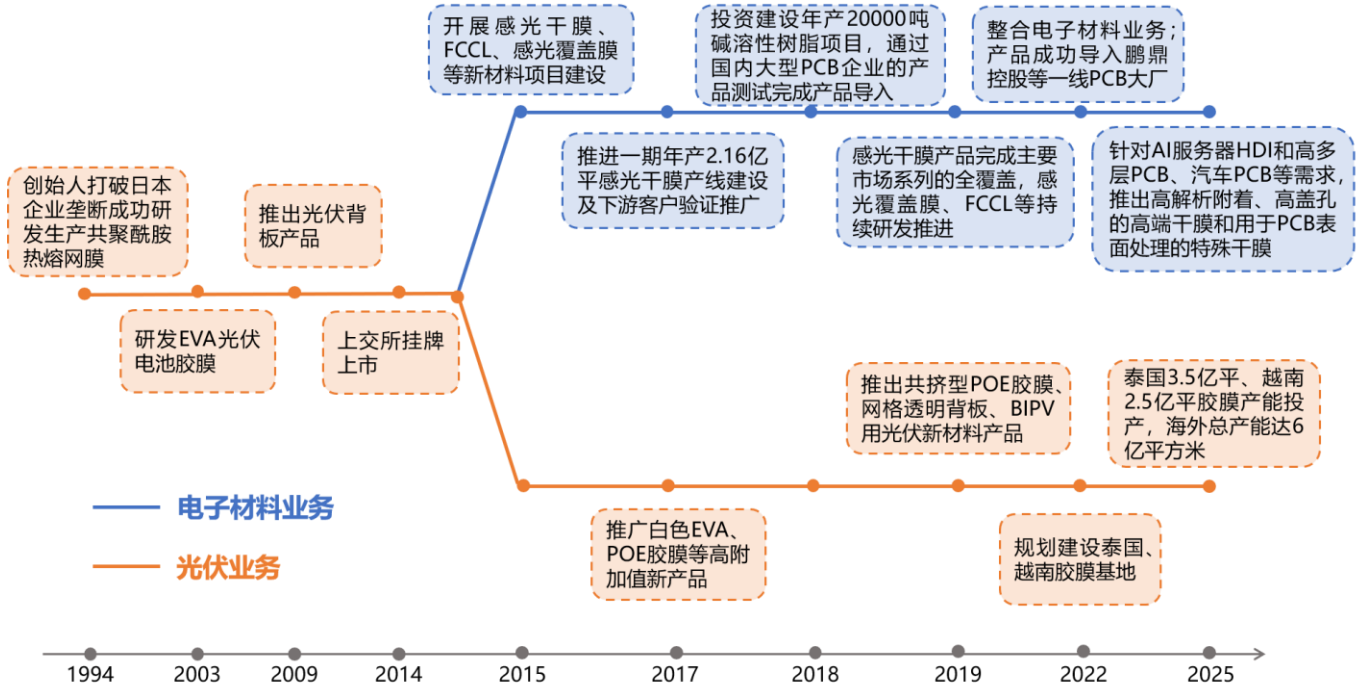 开展感光干膜、
FCCL、感光覆盖膜
等新材料项目建设
投资建设年产20000吨
碱溶性树脂项目，通过
国内大型PCB企业的产
品测试完成产品导入
整合电子材料业务；
产品成功导入鹏鼎
控股等一线PCB大厂
推进一期年产2.16亿
平感光干膜产线建设
及下游客户验证推广
感光干膜产品完成主要
市场系列的全覆盖，感
光覆盖膜、FCCL等持
续研发推进
针对AI服务器HDI和高多
层PCB、汽车PCB等需求，
推出高解析附着、高盖孔
的高端干膜和用于PCB表
面处理的特殊干膜
创始人打破日本
企业垄断成功研
发生产共聚酰胺
热熔网膜
推出光伏背
板产品
研发EVA光伏
电池胶膜
上交所挂牌
上市
推出共挤型POE胶膜、
网格透明背板、BIPV
用光伏新材料产品
泰国3.5亿平、越南
2.5亿平胶膜产能投
产，海外总产能达6
亿平方米
推广白色EVA、
POE胶膜等高附
加值新产品
规划建设泰国、
越南胶膜基地
电子材料业务
光伏业务
1994 2003 2009 2014 2015 2017 2018 2019 2022 2025